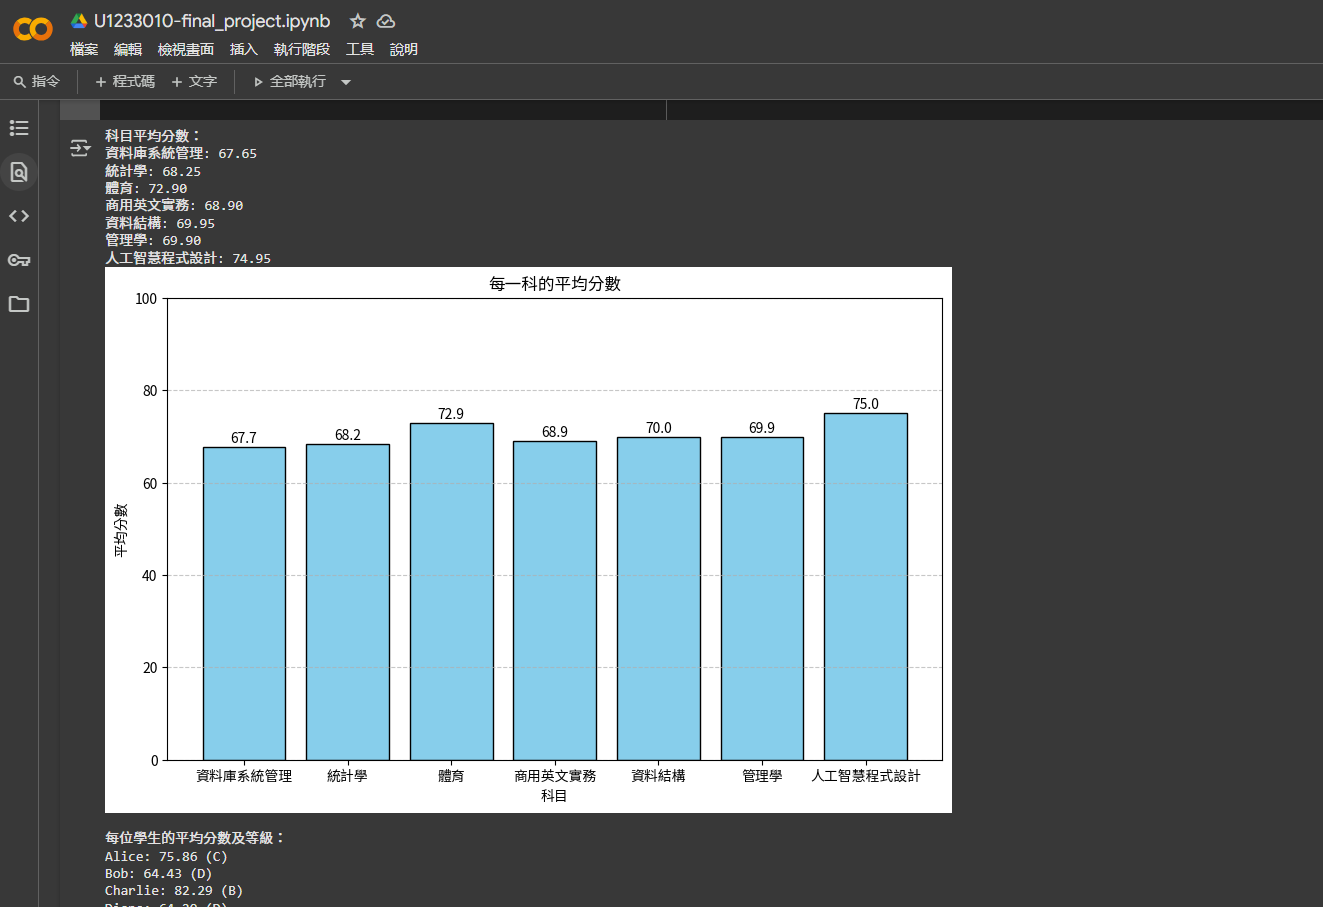 U1233010-final_project.ipynb
檔案 編輯 檢視畫面 插入 執行階段 工具 說明
指令 + 程式碼 + 文字 全部執行
科目平均分數：
資料庫系統管理: 67.65
統計學: 68.25
體育: 72.90
商用英文實務: 68.90
資料結構: 69.95
管理學: 69.90
人工智慧程式設計: 74.95
每一科的平均分數
100
80
60
40
20
0
平均分數
67.7 68.2 72.9 68.9 70.0 69.9 75.0
資料庫系統管理 統計學 體育 商用英文實務 資料結構 管理學 人工智慧程式設計
科目
每位學生的平均分數及等級：
Alice: 75.86 (C)
Bob: 64.43 (D)
Charlie: 82.29 (B)